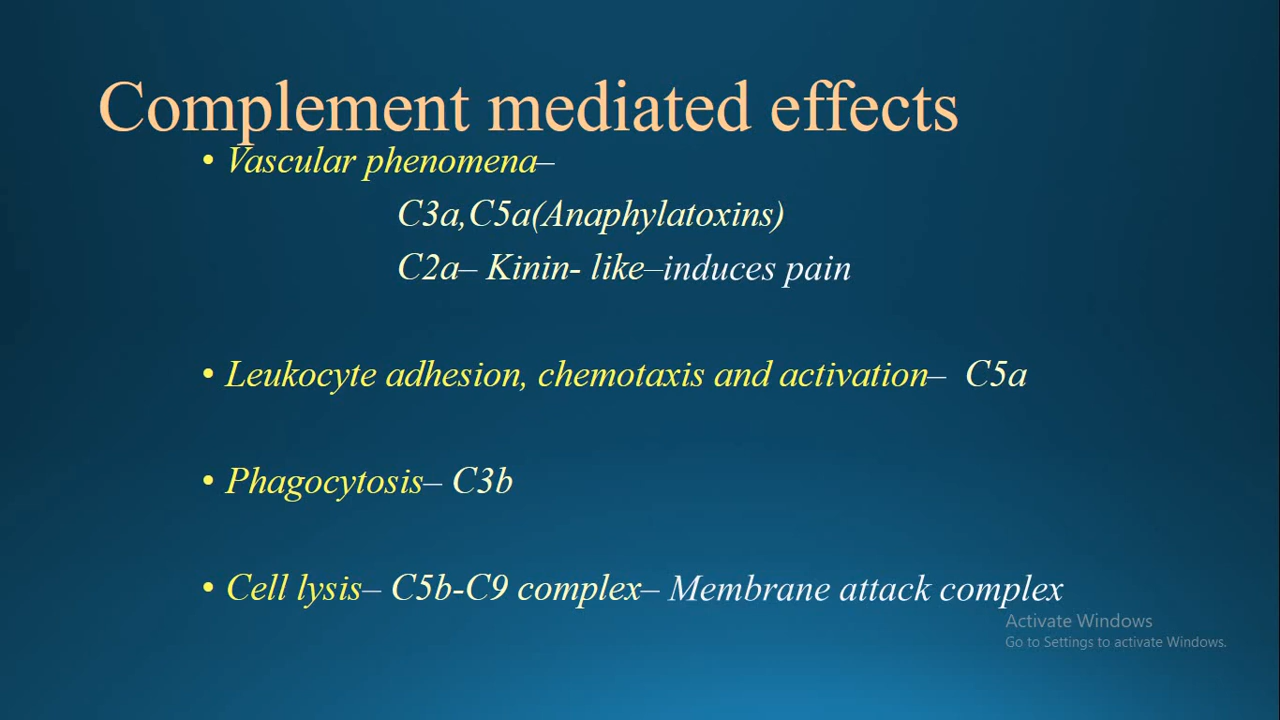 Complement mediated effects
• Vascular phenomena–
C3a,C5a(Anaphylatoxins)
C2a– Kinin- like–induces pain
• Leukocyte adhesion, chemotaxis and activation– C5a
• Phagocytosis– C3b
• Cell lysis– C5b-C9 complex– Membrane attack complex
Activate Windows
Go to Settings to activate Windows.